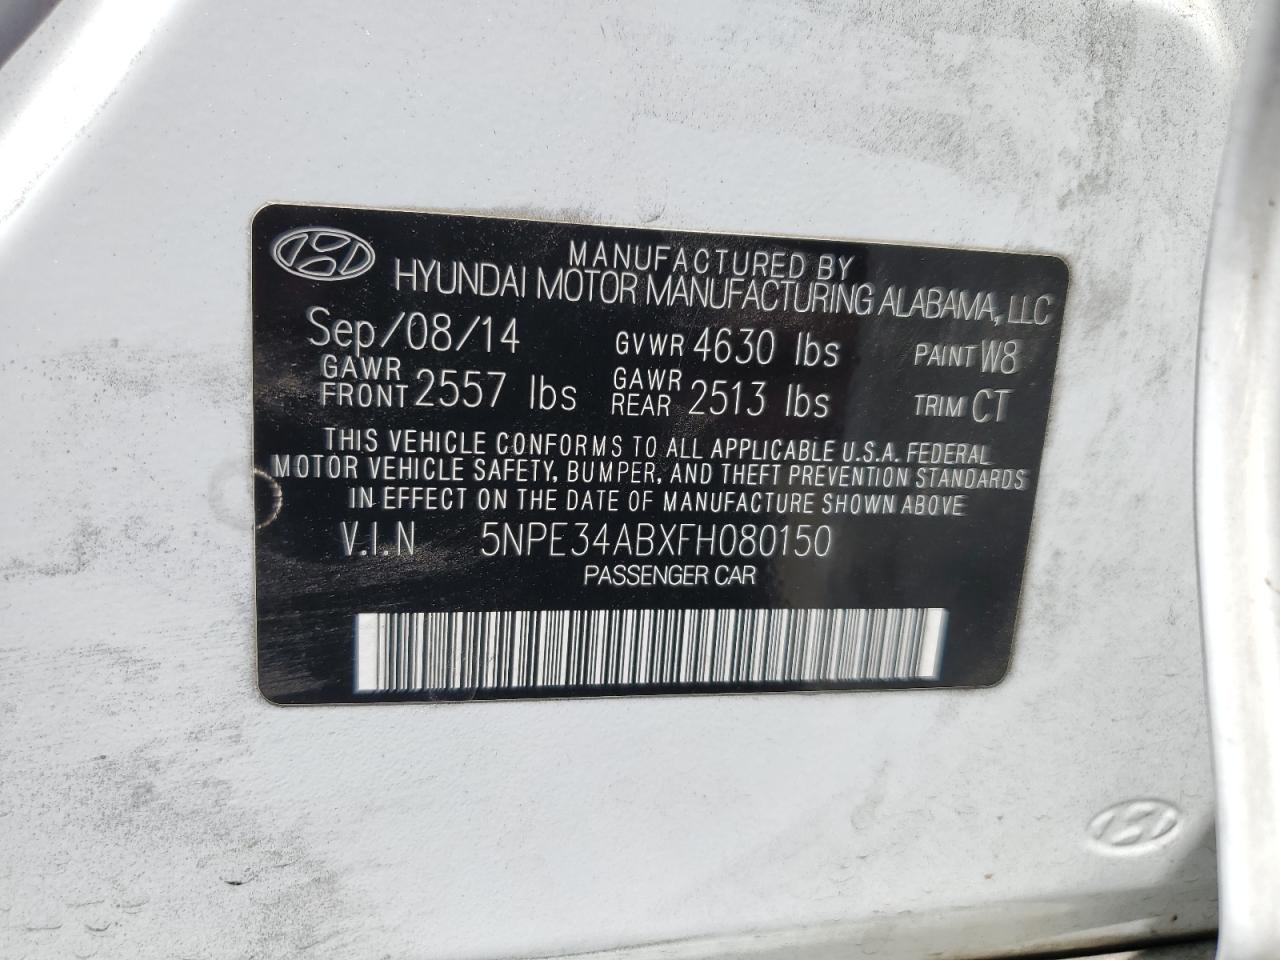 MANUFACTURED BY
HYUNDAI MOTOR MANUFACTURING ALABAMA, LLC
Sep/08/14 GVWR 4630 lbs PAINT W8
GAWR FRONT 2557 lbs GAWR REAR 2513 lbs TRIM CT
THIS VEHICLE CONFORMS TO ALL APPLICABLE U.S.A. FEDERAL
MOTOR VEHICLE SAFETY, BUMPER, AND THEFT PREVENTION STANDARDS
IN EFFECT ON THE DATE OF MANUFACTURE SHOWN ABOVE
V.I.N 5NPE34ABXFH080150
PASSENGER CAR